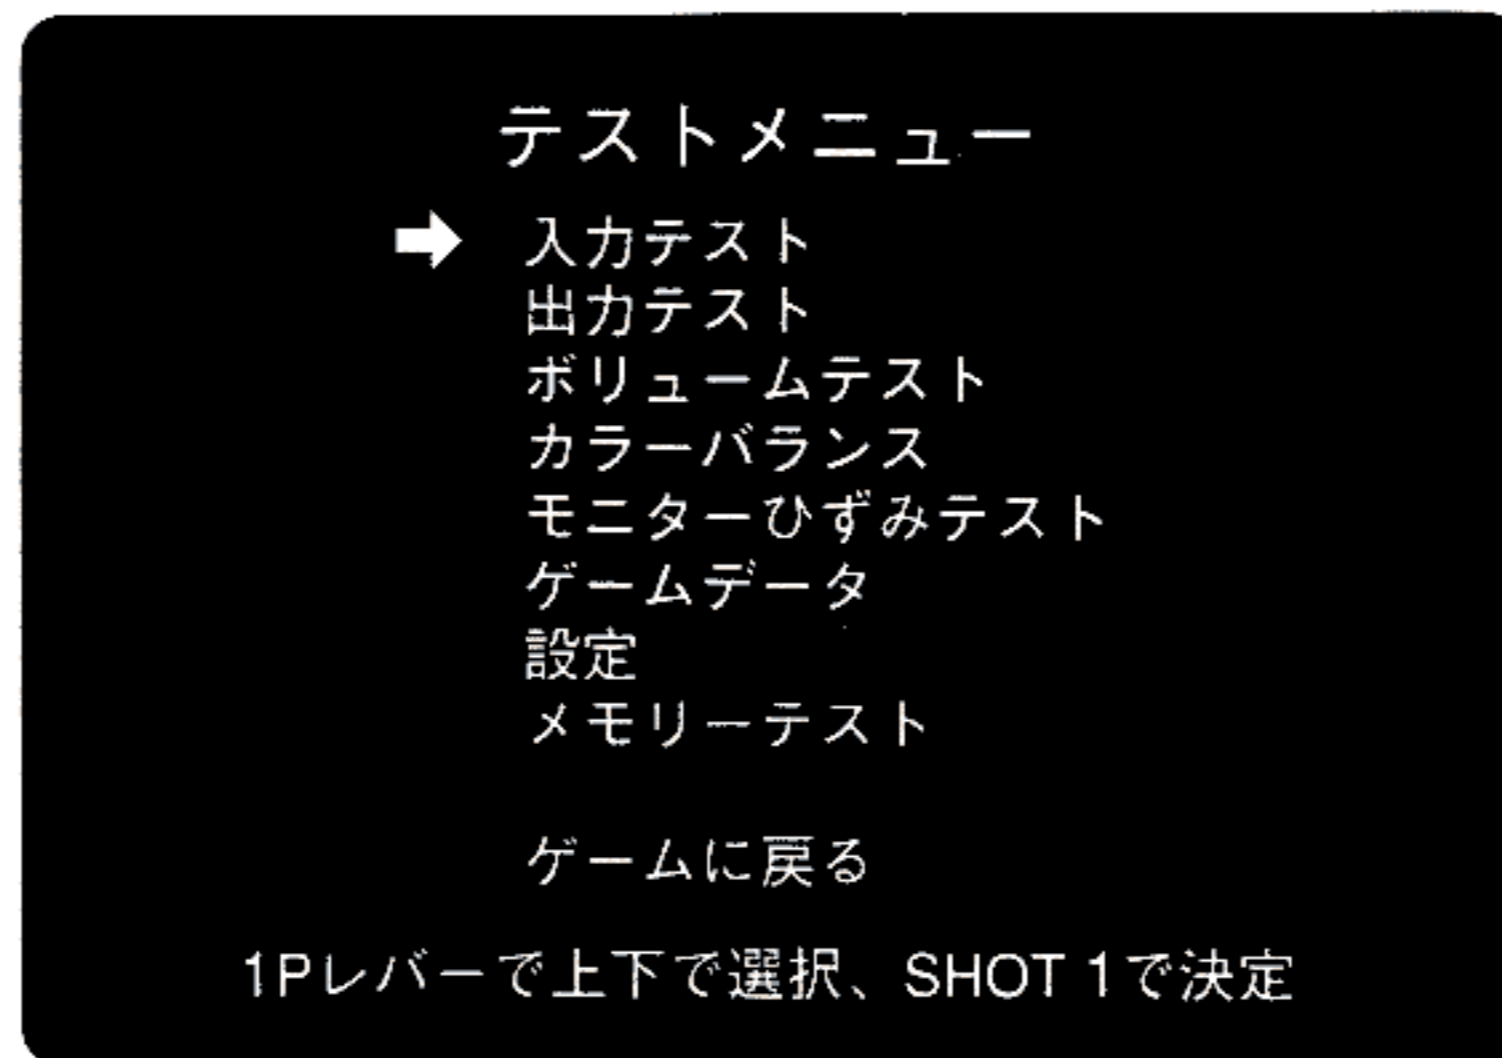 テストメニュー
入力テスト
出力テスト
ボリュームテスト
カラーバランス
モニターひずみテスト
ゲームデータ
設定
メモリーテスト
ゲームに戻る
1Pレバーで上下で選択、SHOT 1で決定